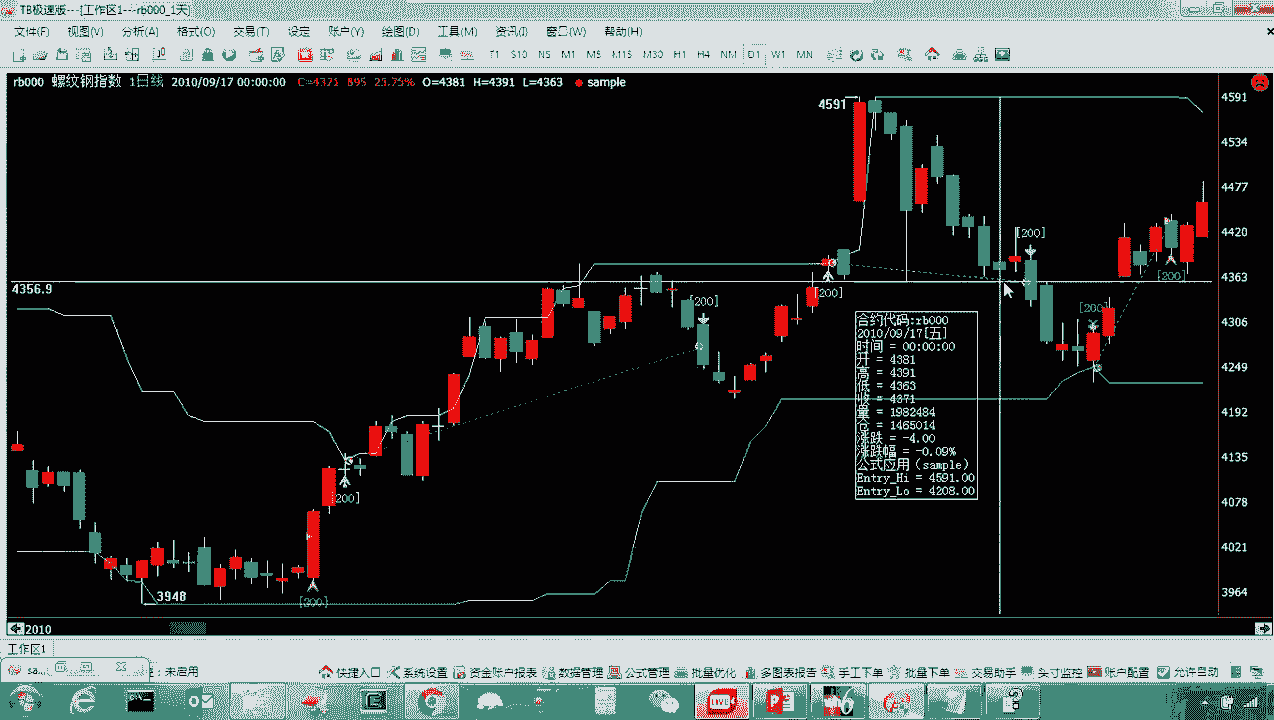 TB极速版---[工作区1---rb000_1天]
文件(F) 视图(V) 分析(A) 格式(O) 交易(T) 设定 账户(Y) 绘图(D) 工具(M) 资讯(I) 窗口(W) 帮助(H)
T1 S10 NS M1 M5 M15 M30 H1 H4 NM D1 W1 MN
rb000 螺纹钢指数 1日线 2010/09/17 00:00:00 O=4381 H=4391 L=4363 sample
4591
4591
4534
4477
[200]
4420
[200]
4363
4356.9
[200]
[200]
[200]
4306
合约代码:rb000
2010/09/17[五]
时间 = 00:00:00
开 = 4381
高 = 4391
低 = 4363
收 = 4371
量 = 1982484
仓 = 1465014
涨跌 = -4.00
涨跌幅 = -0.09%
公式应用 (sample)
Entry_Hi = 4591.00
Entry_Lo = 4208.00
4249
4192
4135
4078
[200]
4021
3964
3948
[200]
2010
工作区1
未启用 快捷入口 系统设置 资金账户报表 数据管理 公式管理 批量优化 多图表报告 手工下单 批量下单 交易助手 头寸监控 账户配置 允许自动
LIVE